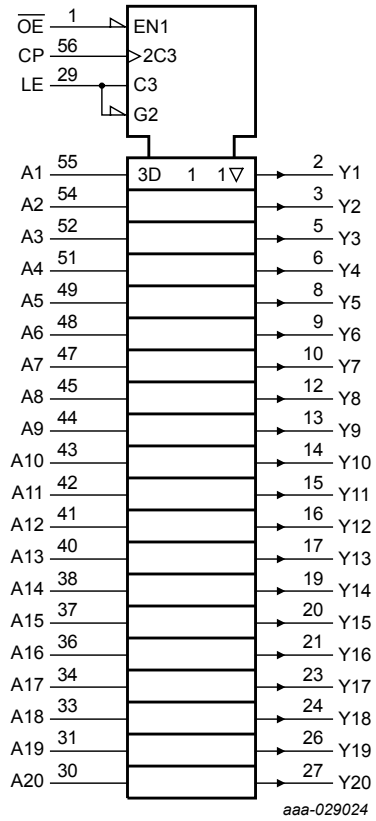 OE 1 EN1
CP 56 2C3
LE 29 C3
G2
A1 55 3D 1 1▽ 2 Y1
A2 54 3 Y2
A3 52 5 Y3
A4 51 6 Y4
A5 49 8 Y5
A6 48 9 Y6
A7 47 10 Y7
A8 45 12 Y8
A9 44 13 Y9
A10 43 14 Y10
A11 42 15 Y11
A12 41 16 Y12
A13 40 17 Y13
A14 38 19 Y14
A15 37 20 Y15
A16 36 21 Y16
A17 34 23 Y17
A18 33 24 Y18
A19 31 26 Y19
A20 30 27 Y20
aaa-029024